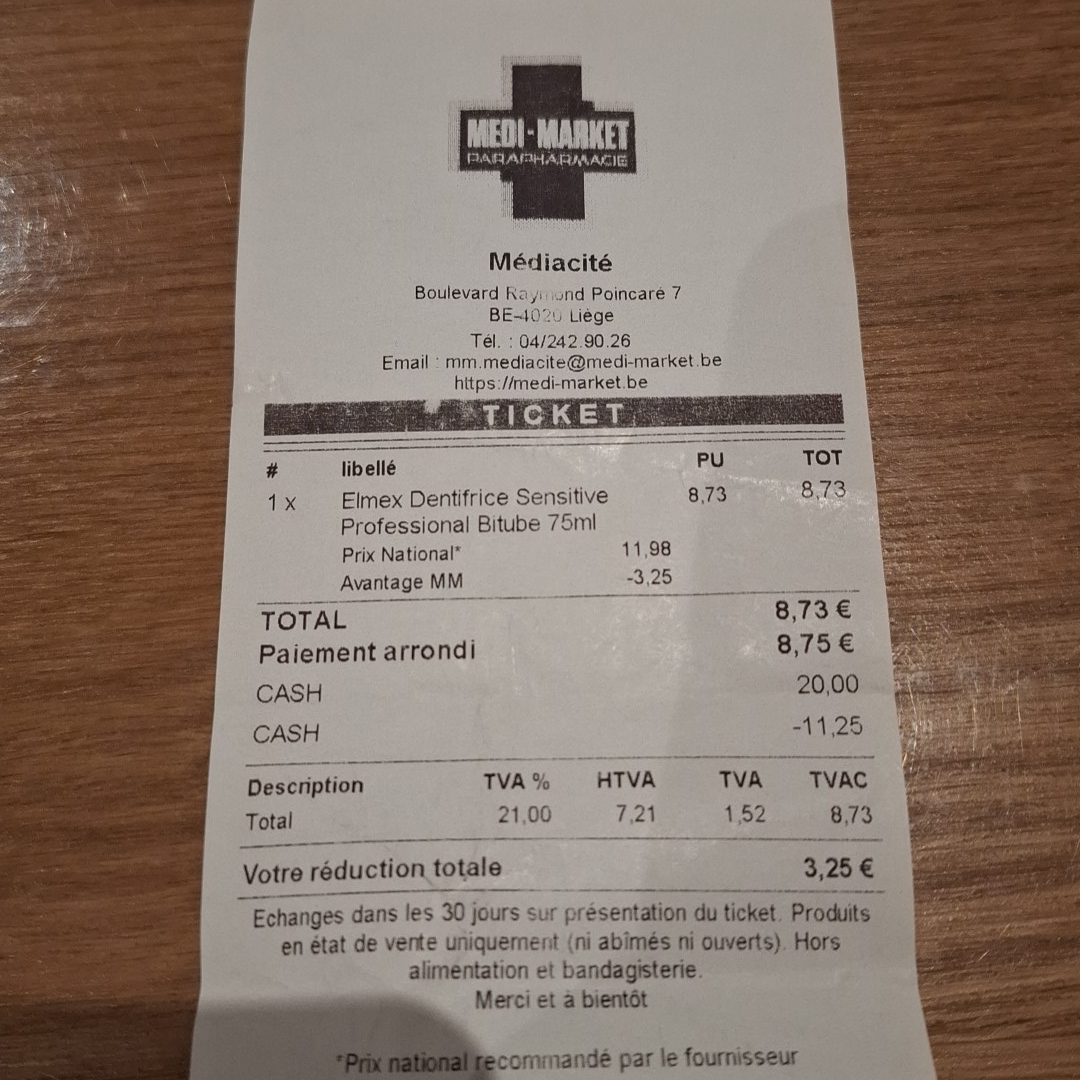 MEDI-MARKET
PARAPHARMACIE
Médiacité
Boulevard Raymond Poincaré 7
BE-4020 Liège
Tél. : 04/242.90.26
Email : mm.mediacite@medi-market.be
https://medi-market.be
TICKET
# libellé PU TOT
1 x Elmex Dentifrice Sensitive 8,73 8,73
Professional Bitube 75ml
Prix National* 11,98
Avantage MM -3,25
TOTAL 8,73 €
Paiement arrondi 8,75 €
CASH 20,00
CASH -11,25
Description TVA % HTVA TVA TVAC
Total 21,00 7,21 1,52 8,73
Votre réduction totale 3,25 €
Echanges dans les 30 jours sur présentation du ticket. Produits
en état de vente uniquement (ni abîmés ni ouverts). Hors
alimentation et bandagisterie.
Merci et à bientôt
*Prix national recommandé par le fournisseur